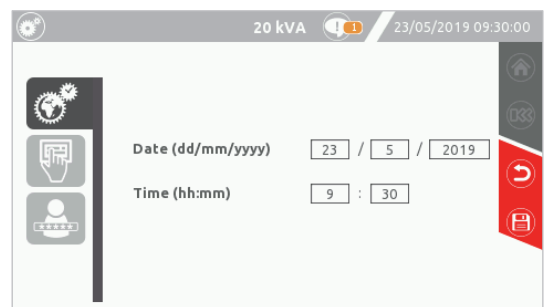 20 kVA ! 1 23/05/2019 09:30:00
Date (dd/mm/yyyy) 23 / 5 / 2019
Time (hh:mm) 9 : 30
*****